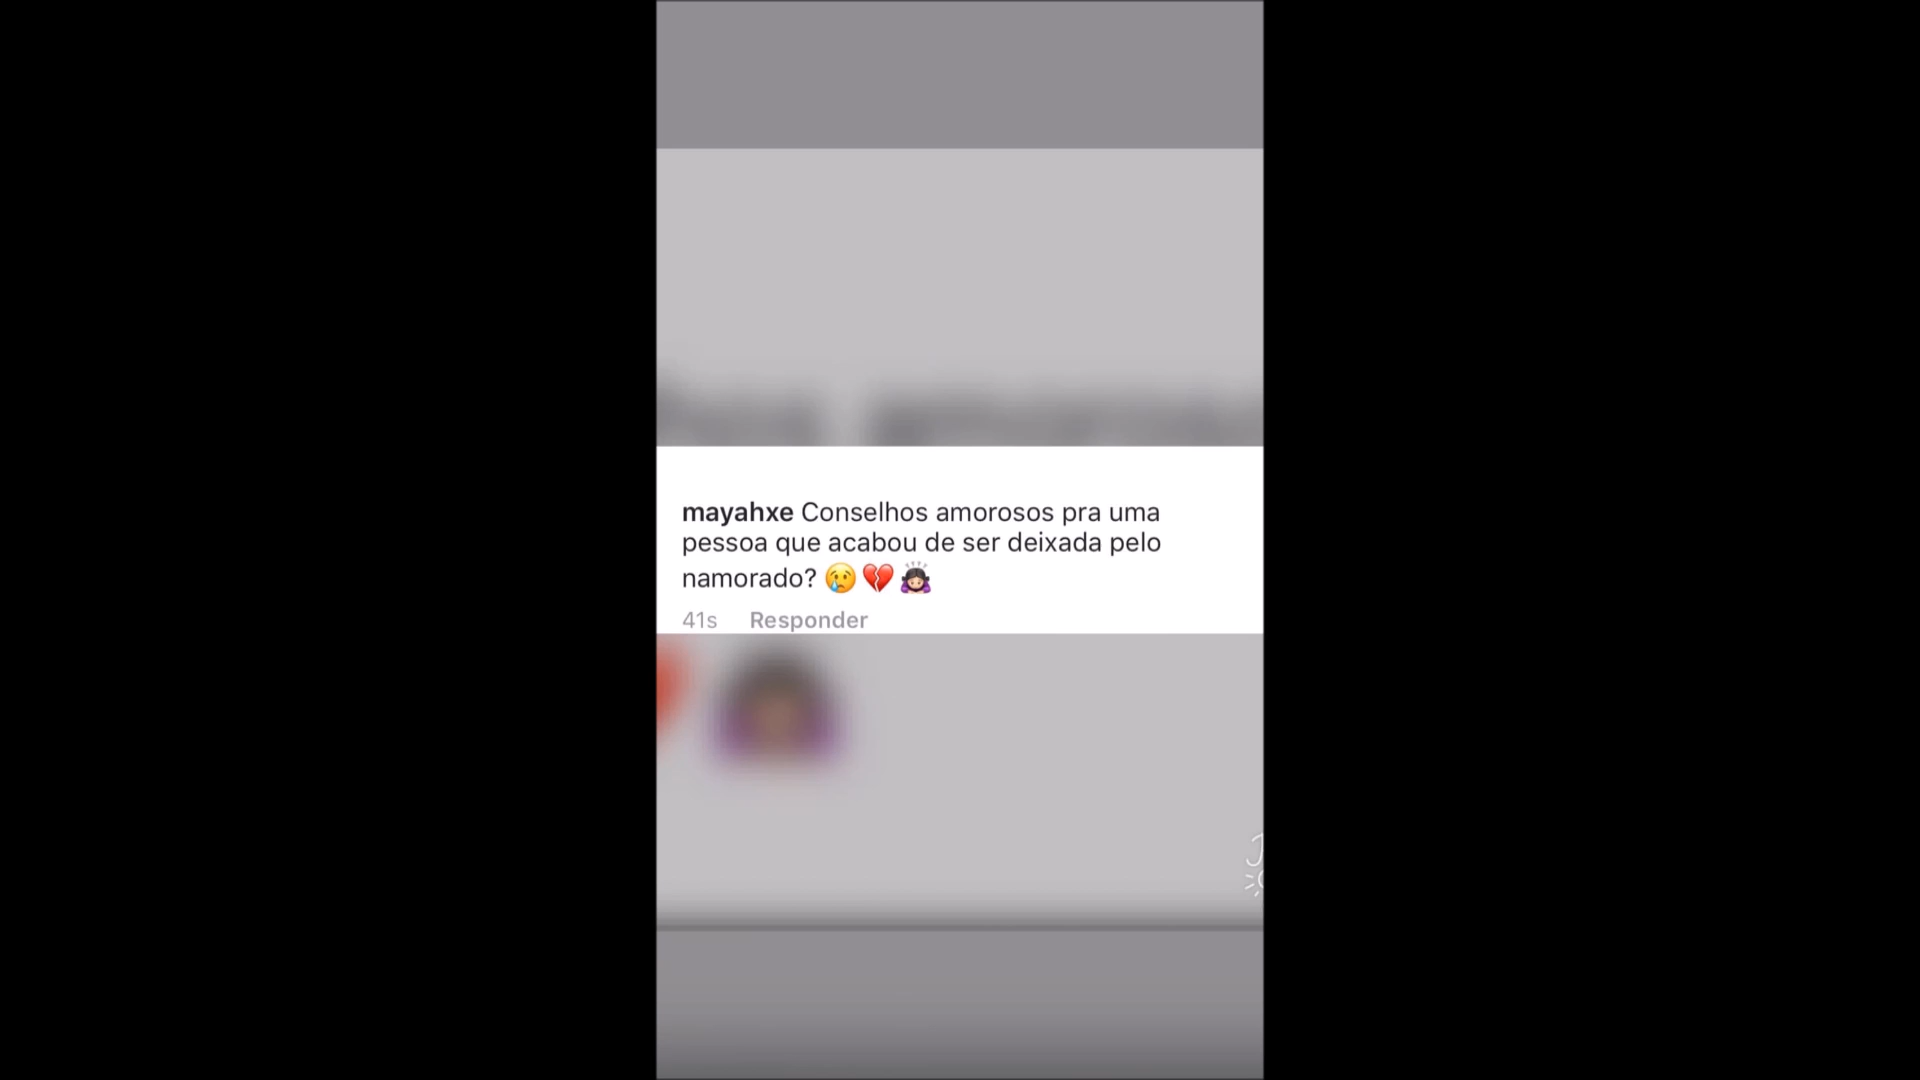 mayahxe Conselhos amorosos pra uma
pessoa que acabou de ser deixada pelo
namorado? 😢💔🙇🏻‍♀️
41s Responder